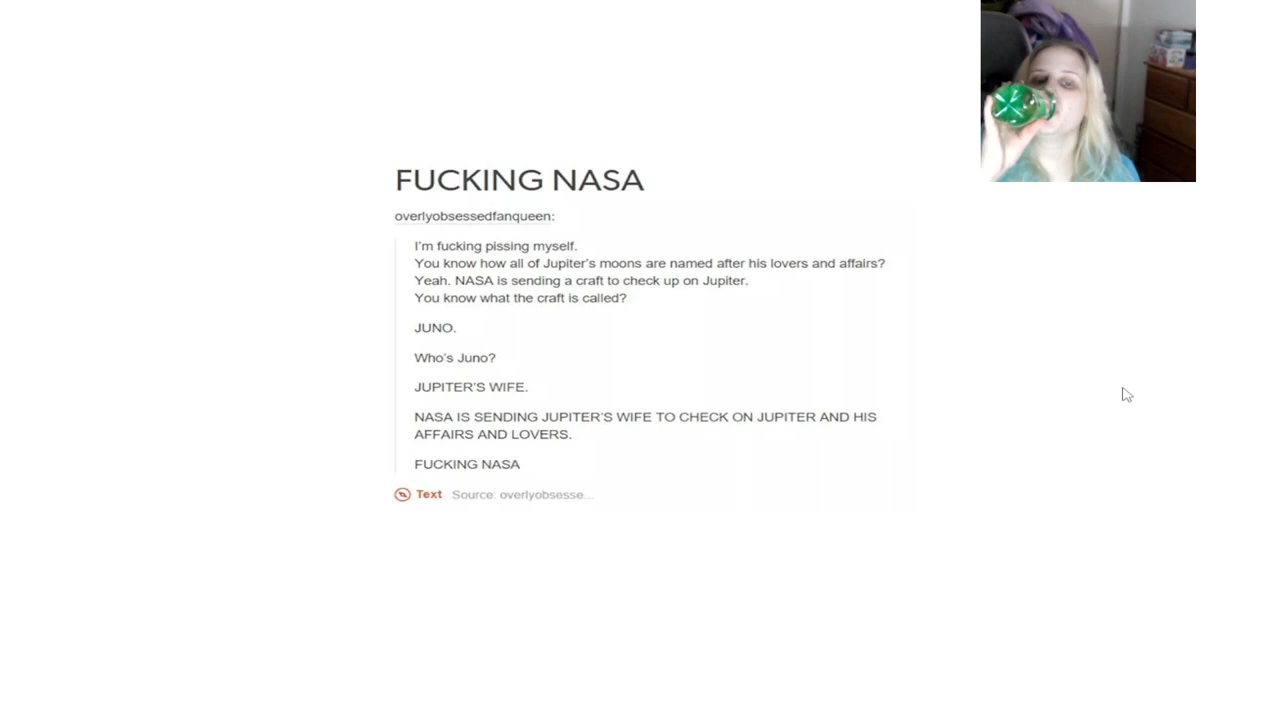 FUCKING NASA
overlyobsessedfanqueen:
I'm fucking pissing myself.
You know how all of Jupiter's moons are named after his lovers and affairs?
Yeah. NASA is sending a craft to check up on Jupiter.
You know what the craft is called?
JUNO.
Who's Juno?
JUPITER'S WIFE.
NASA IS SENDING JUPITER'S WIFE TO CHECK ON JUPITER AND HIS
AFFAIRS AND LOVERS.
FUCKING NASA
Text Source: overlyobsesse...